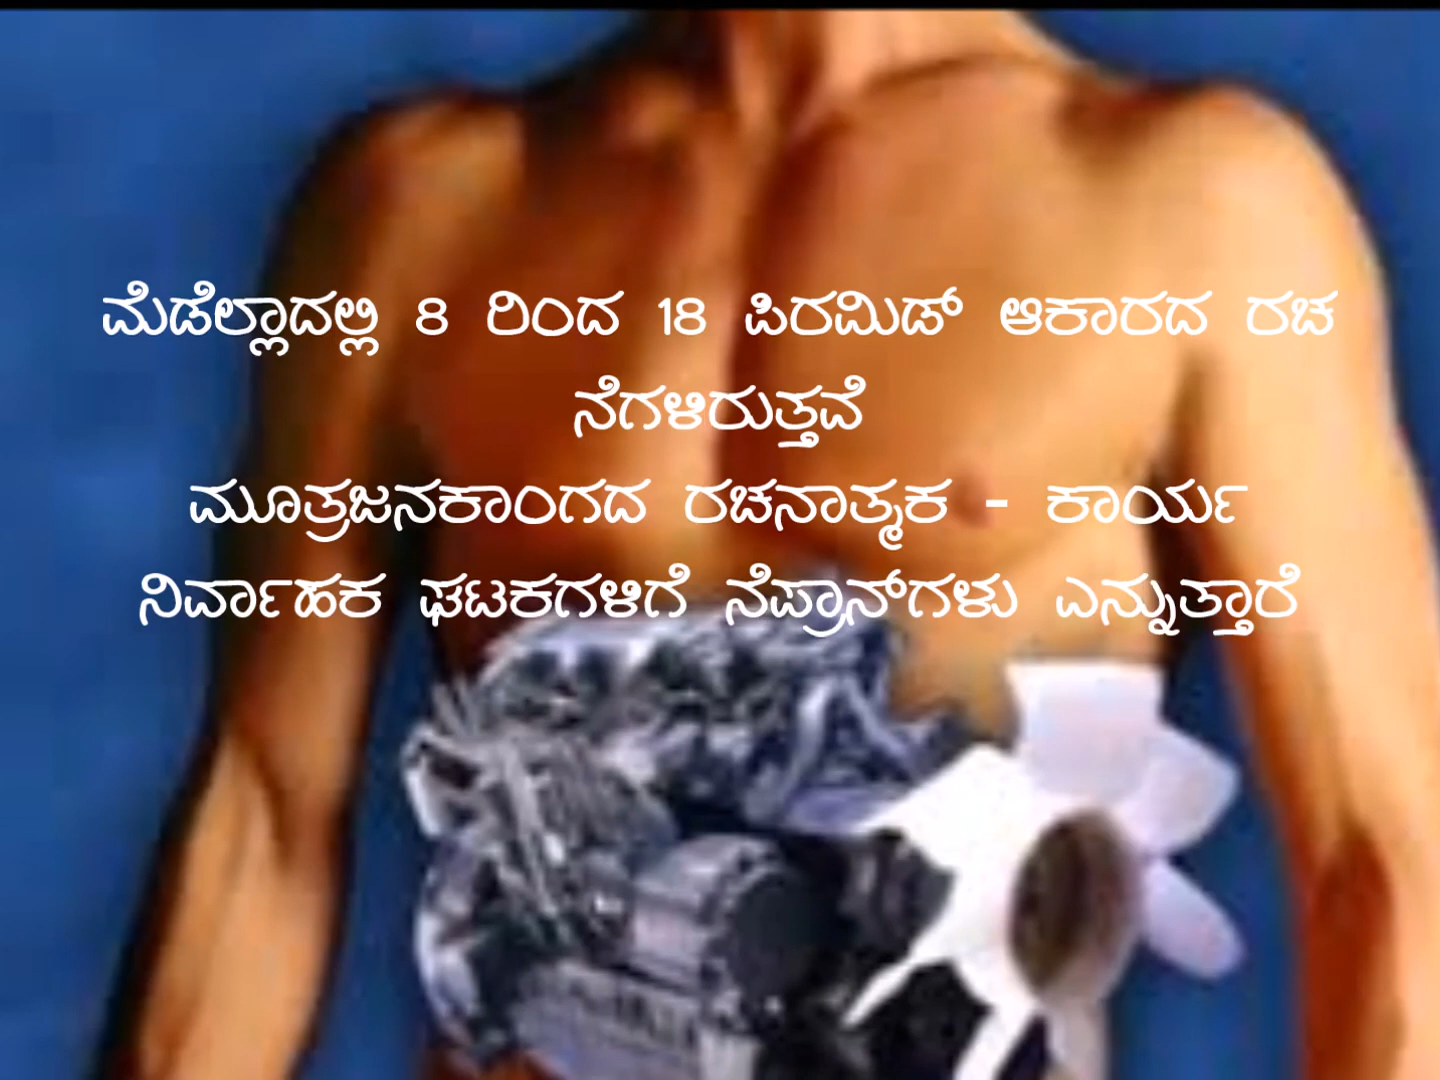 ಮೆಡೆಲ್ಲಾದಲ್ಲಿ 8 ರಿಂದ 18 ಪಿರಮಿಡ್ ಆಕಾರದ ರಚ
ನೆಗಳಿರುತ್ತವೆ
ಮೂತ್ರಜನಕಾಂಗದ ರಚನಾತ್ಮಕ - ಕಾರ್ಯ
ನಿರ್ವಾಹಕ ಘಟಕಗಳಿಗೆ ನೆಪ್ರಾನ್‌ಗಳು ಎನ್ನುತ್ತಾರೆ